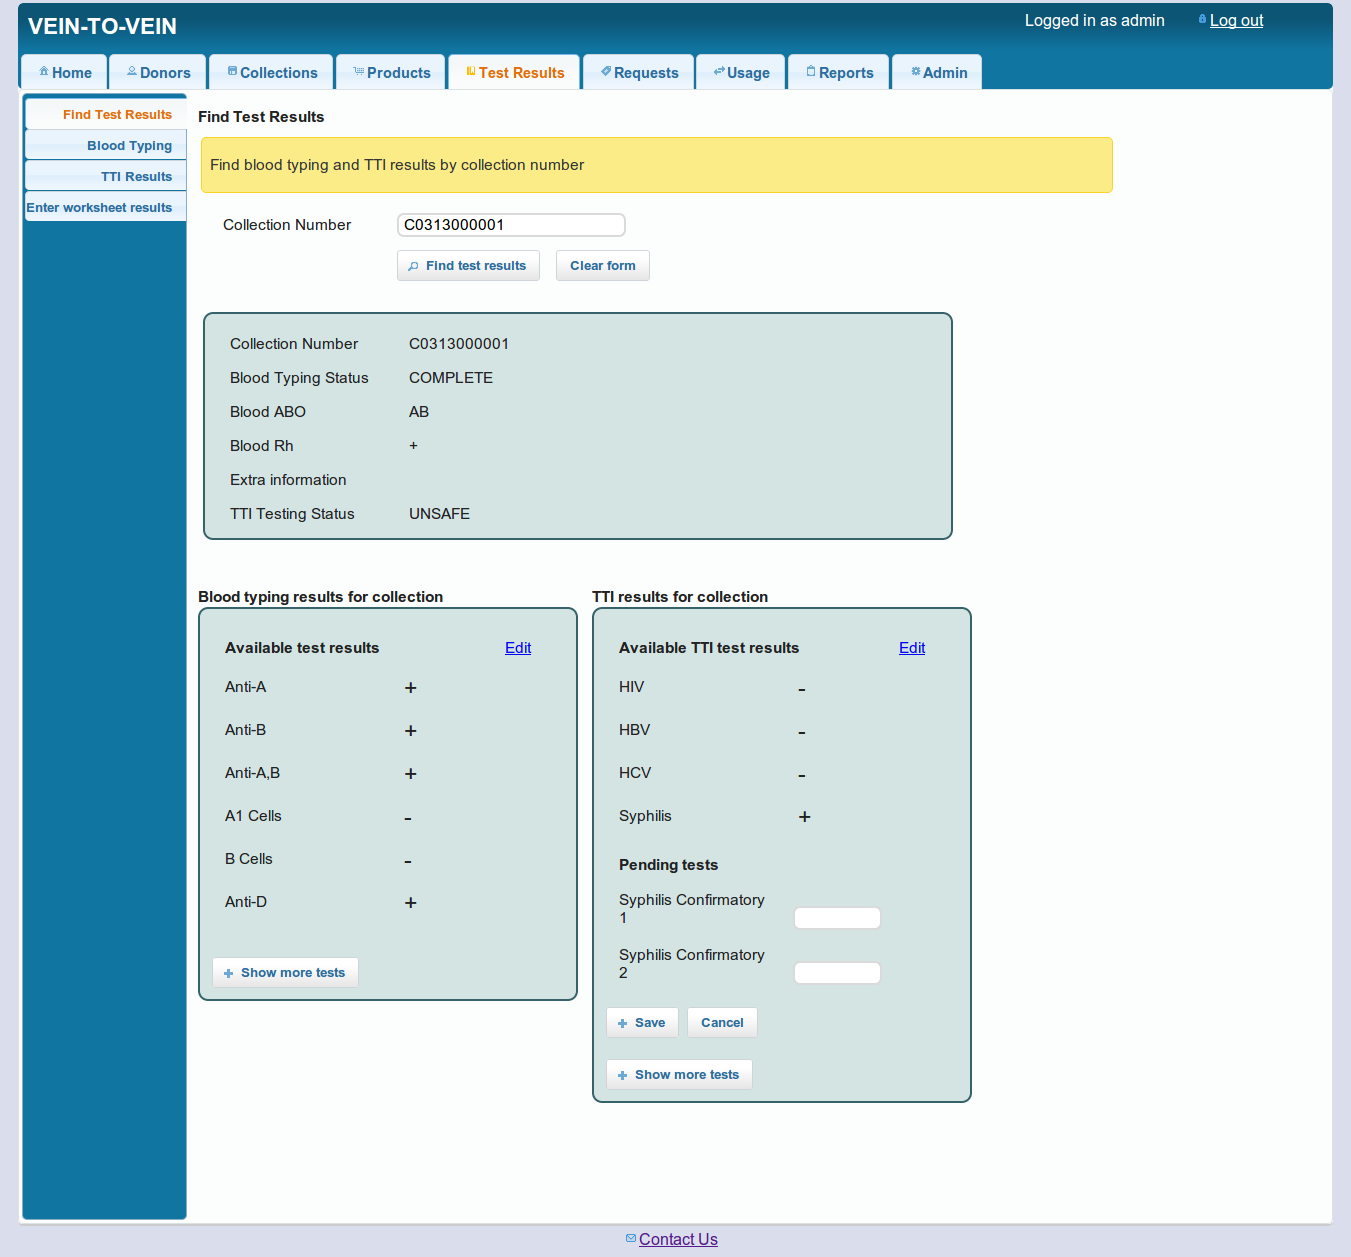 VEIN-TO-VEIN
Logged in as admin Log out
Home Donors Collections Products Test Results Requests Usage Reports Admin
Find Test Results
Blood Typing
TTI Results
Enter worksheet results
Find Test Results
Find blood typing and TTI results by collection number
Collection Number C0313000001
Find test results Clear form
Collection Number C0313000001
Blood Typing Status COMPLETE
Blood ABO AB
Blood Rh +
Extra information
TTI Testing Status UNSAFE
Blood typing results for collection
Available test results Edit
Anti-A +
Anti-B +
Anti-A,B +
A1 Cells -
B Cells -
Anti-D +
Show more tests
TTI results for collection
Available TTI test results Edit
HIV -
HBV -
HCV -
Syphilis +
Pending tests
Syphilis Confirmatory
1
Syphilis Confirmatory
2
Save Cancel
Show more tests
Contact Us